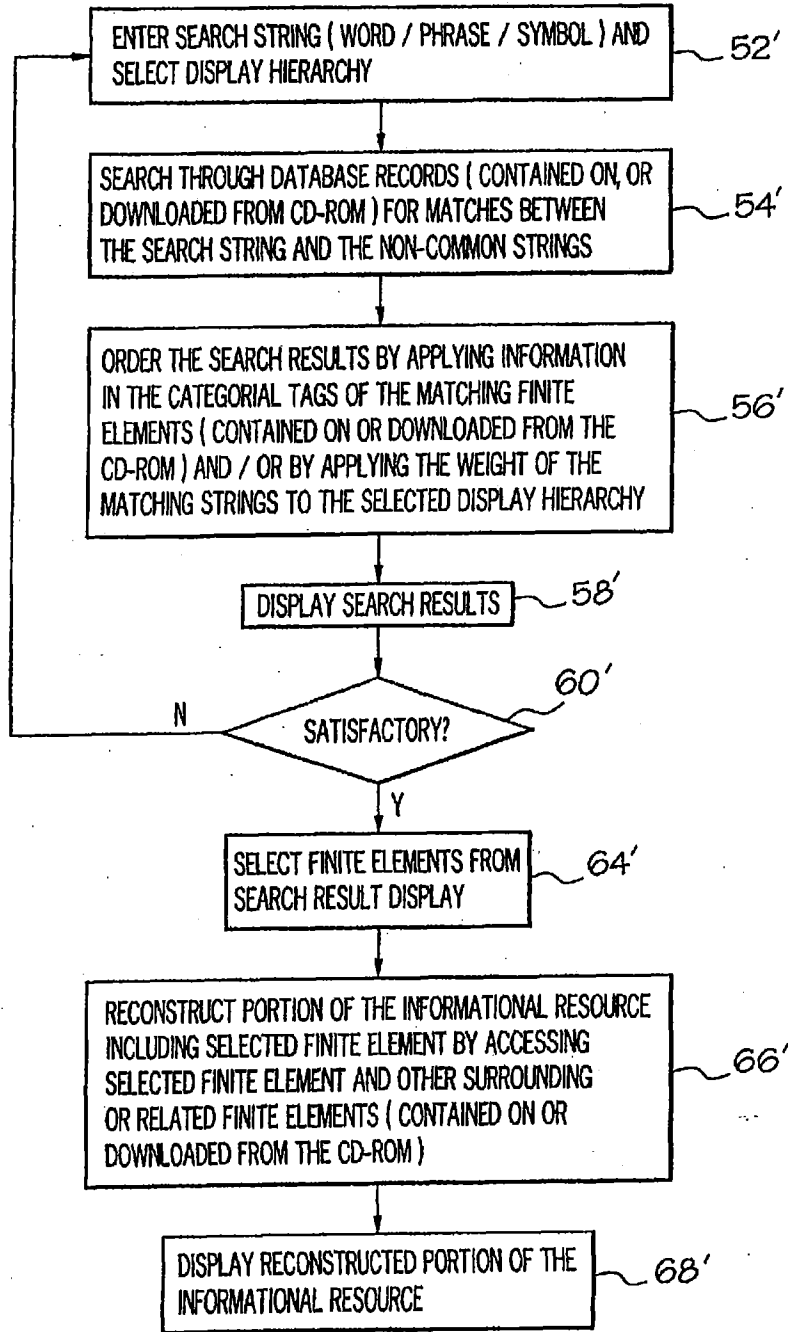 ENTER SEARCH STRING ( WORD / PHRASE / SYMBOL ) AND
SELECT DISPLAY HIERARCHY
52'
SEARCH THROUGH DATABASE RECORDS ( CONTAINED ON, OR
DOWNLOADED FROM CD-ROM ) FOR MATCHES BETWEEN
THE SEARCH STRING AND THE NON-COMMON STRINGS
54'
ORDER THE SEARCH RESULTS BY APPLYING INFORMATION
IN THE CATEGORIAL TAGS OF THE MATCHING FINITE
ELEMENTS ( CONTAINED ON OR DOWNLOADED FROM THE
CD-ROM ) AND / OR BY APPLYING THE WEIGHT OF THE
MATCHING STRINGS TO THE SELECTED DISPLAY HIERARCHY
56'
DISPLAY SEARCH RESULTS
58'
60'
N
SATISFACTORY?
Y
SELECT FINITE ELEMENTS FROM
SEARCH RESULT DISPLAY
64'
RECONSTRUCT PORTION OF THE INFORMATIONAL RESOURCE
INCLUDING SELECTED FINITE ELEMENT BY ACCESSING
SELECTED FINITE ELEMENT AND OTHER SURROUNDING
OR RELATED FINITE ELEMENTS ( CONTAINED ON OR
DOWNLOADED FROM THE CD-ROM )
66'
DISPLAY RECONSTRUCTED PORTION OF THE
INFORMATIONAL RESOURCE
68'